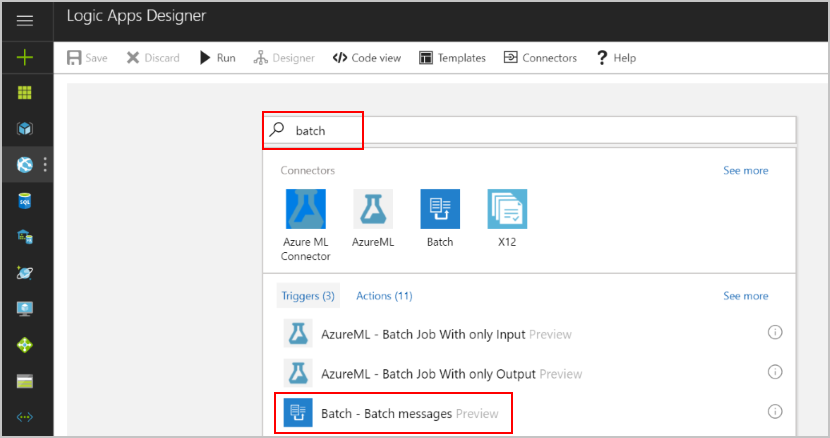 Logic Apps Designer
Save Discard Run Designer Code view Templates Connectors ? Help
batch
Connectors See more
Azure ML Connector AzureML Batch X12
Triggers (3) Actions (11) See more
AzureML - Batch Job With only Input Preview
AzureML - Batch Job With only Output Preview
Batch - Batch messages Preview